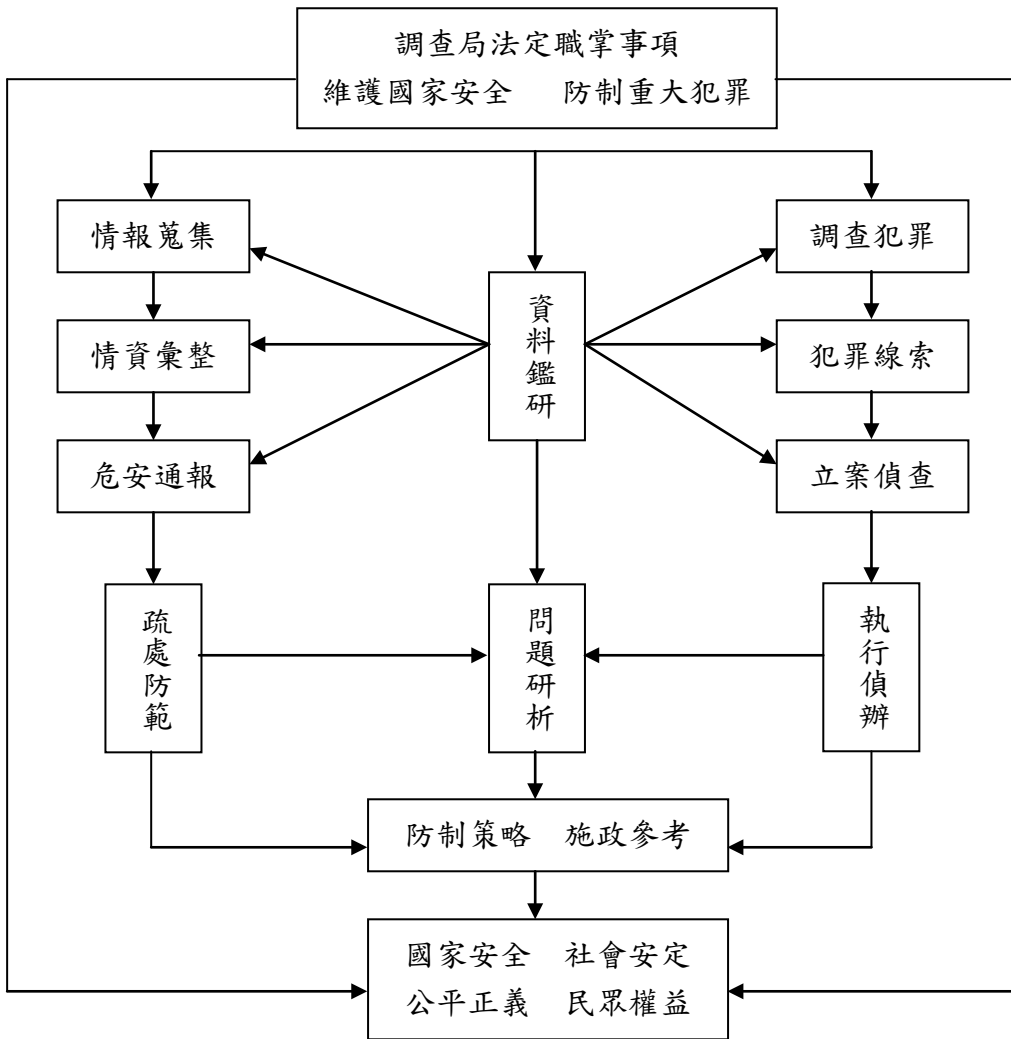 調查局法定職掌事項
維護國家安全 防制重大犯罪
情報蒐集
調查犯罪
資料鑑研
情資彙整
犯罪線索
危安通報
立案偵查
疏處防範
問題研析
執行偵辦
防制策略 施政參考
國家安全 社會安定
公平正義 民眾權益